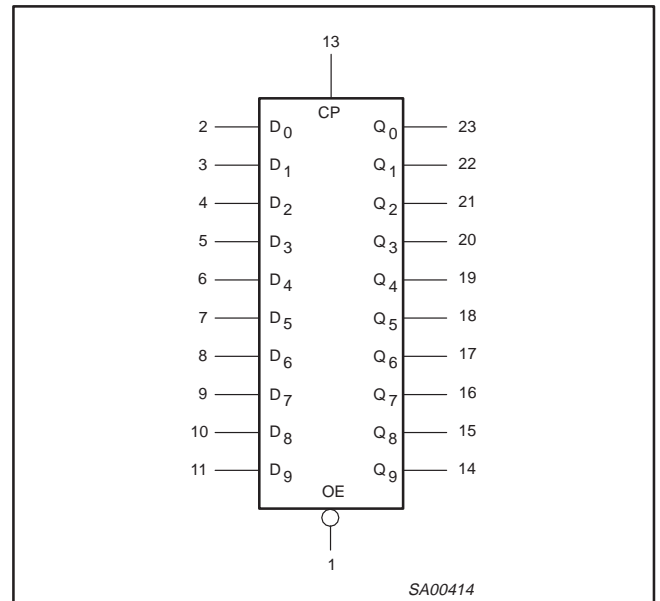 13
CP
2 D0 Q0 23
3 D1 Q1 22
4 D2 Q2 21
5 D3 Q3 20
6 D4 Q4 19
7 D5 Q5 18
8 D6 Q6 17
9 D7 Q7 16
10 D8 Q8 15
11 D9 Q9 14
OE
1
SA00414